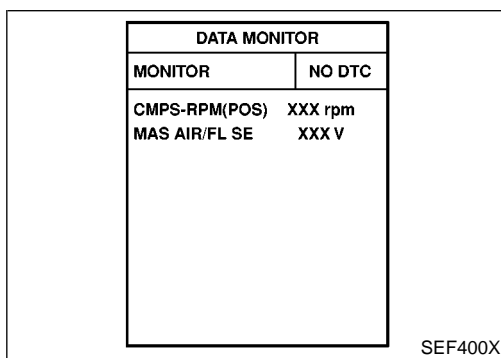 DATA MONITOR
MONITOR NO DTC
CMPS-RPM(POS) XXX rpm
MAS AIR/FL SE XXX V
SEF400X